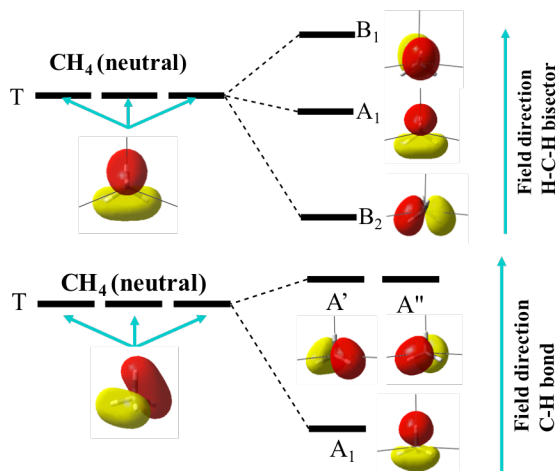 CH₄ (neutral)
T
B₁
A₁
B₂
Field direction
H-C-H bisector
CH₄ (neutral)
T
A’ A"
A₁
Field direction
C-H bond